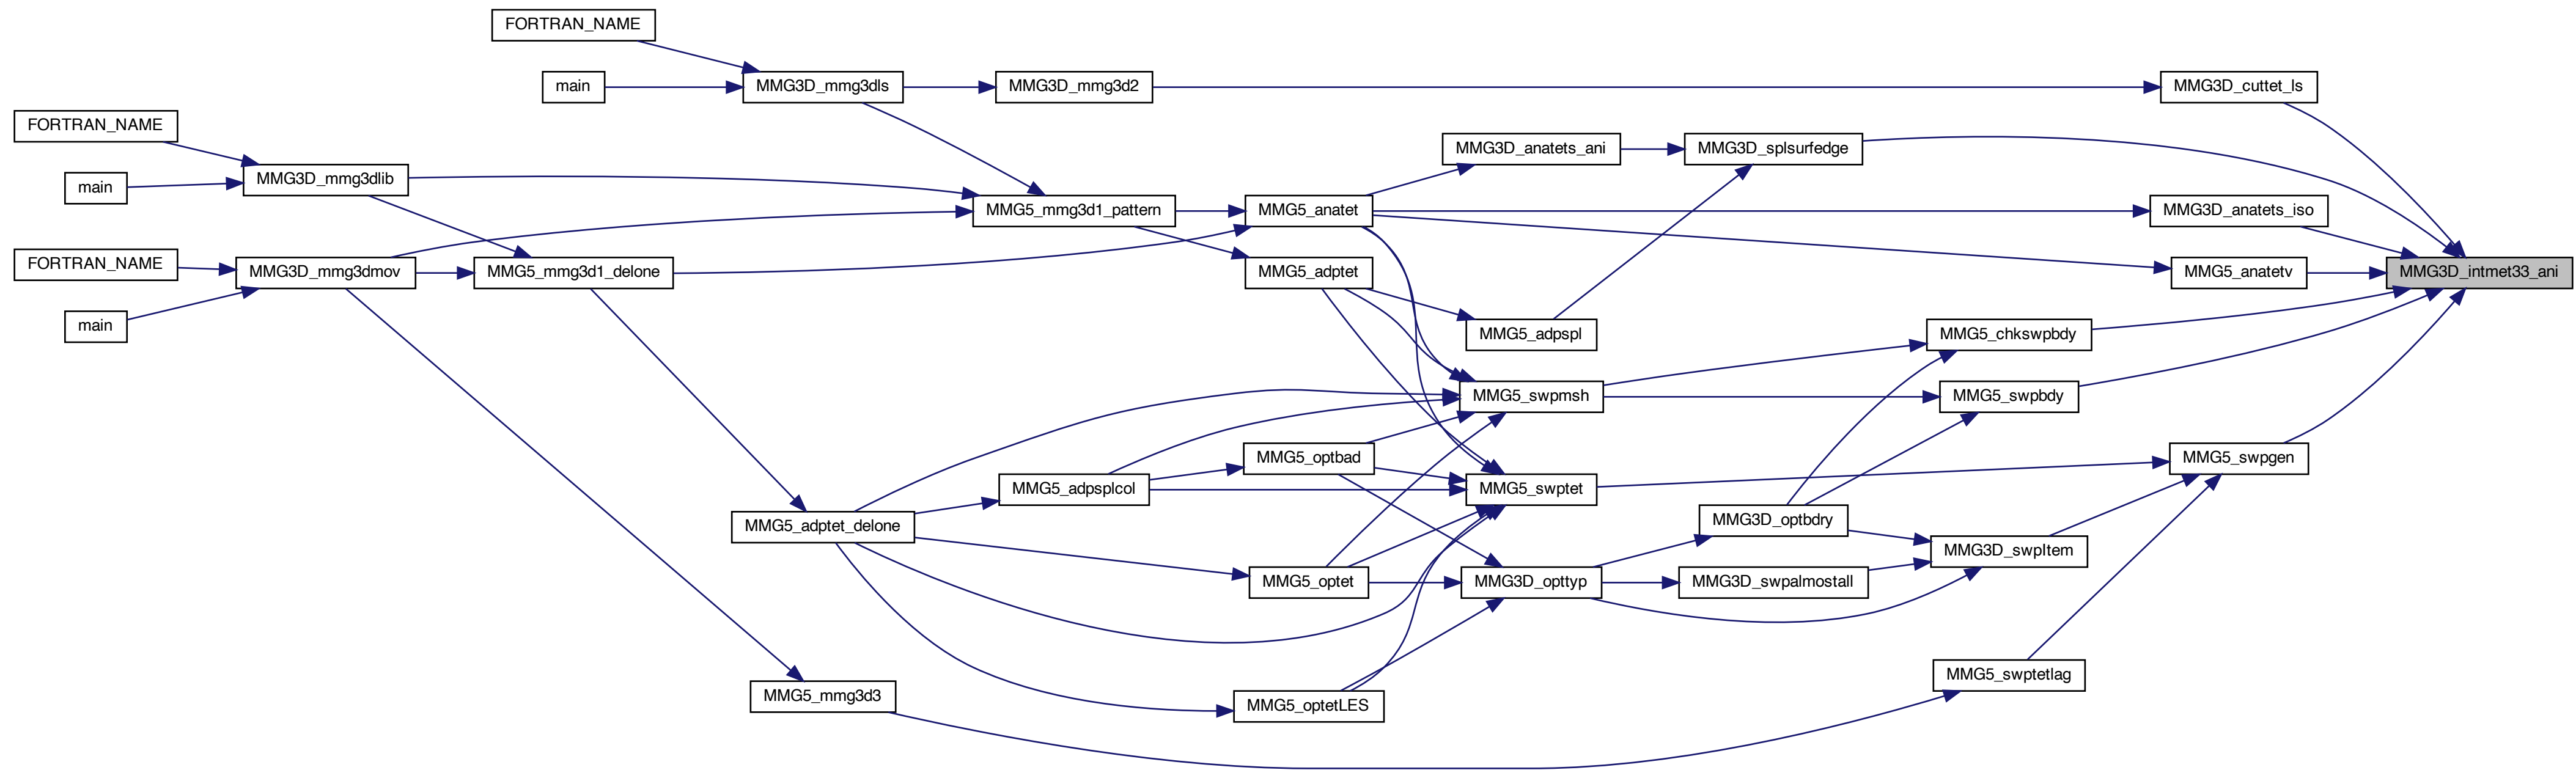 FORTRAN_NAME
main
MMG3D_mmg3dls
MMG3D_mmg3d2
MMG3D_cuttet_ls
FORTRAN_NAME
main
MMG3D_mmg3dlib
MMG3D_anatets_ani
MMG3D_splsurfedge
MMG5_mmg3d1_pattern
MMG5_anatet
MMG3D_anatets_iso
FORTRAN_NAME
main
MMG3D_mmg3dmov
MMG5_mmg3d1_delone
MMG5_adptet
MMG5_anatetv
MMG3D_intmet33_ani
MMG5_adpspl
MMG5_chkswpbdy
MMG5_swpmsh
MMG5_swpbdy
MMG5_optbad
MMG5_swpgen
MMG5_adpsplcol
MMG5_swptet
MMG5_adptet_delone
MMG3D_optbdry
MMG3D_swpItem
MMG5_optet
MMG3D_opttyp
MMG3D_swpalmostall
MMG5_swptetlag
MMG5_mmg3d3
MMG5_optetLES